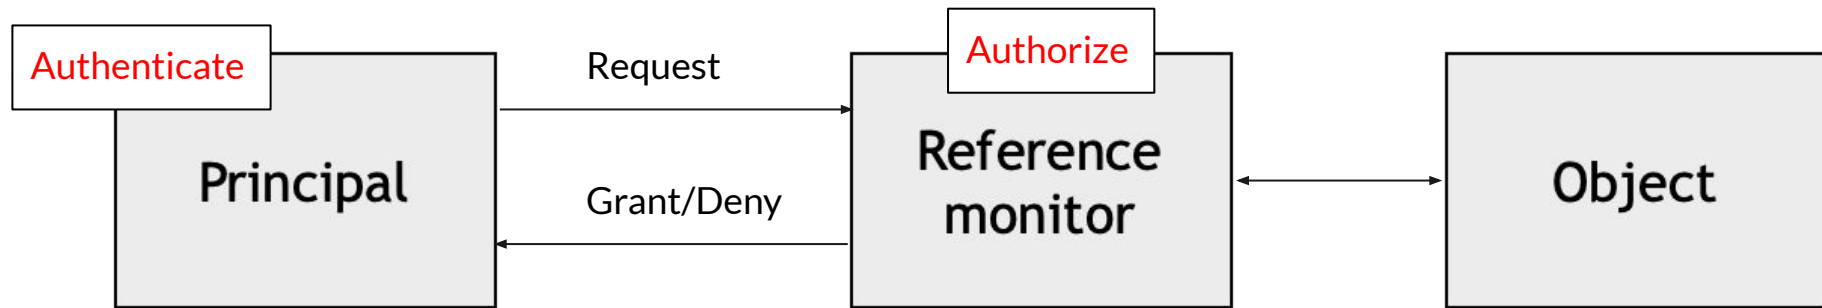 Authenticate
Principal
Request
Grant/Deny
Authorize
Reference
monitor
Object